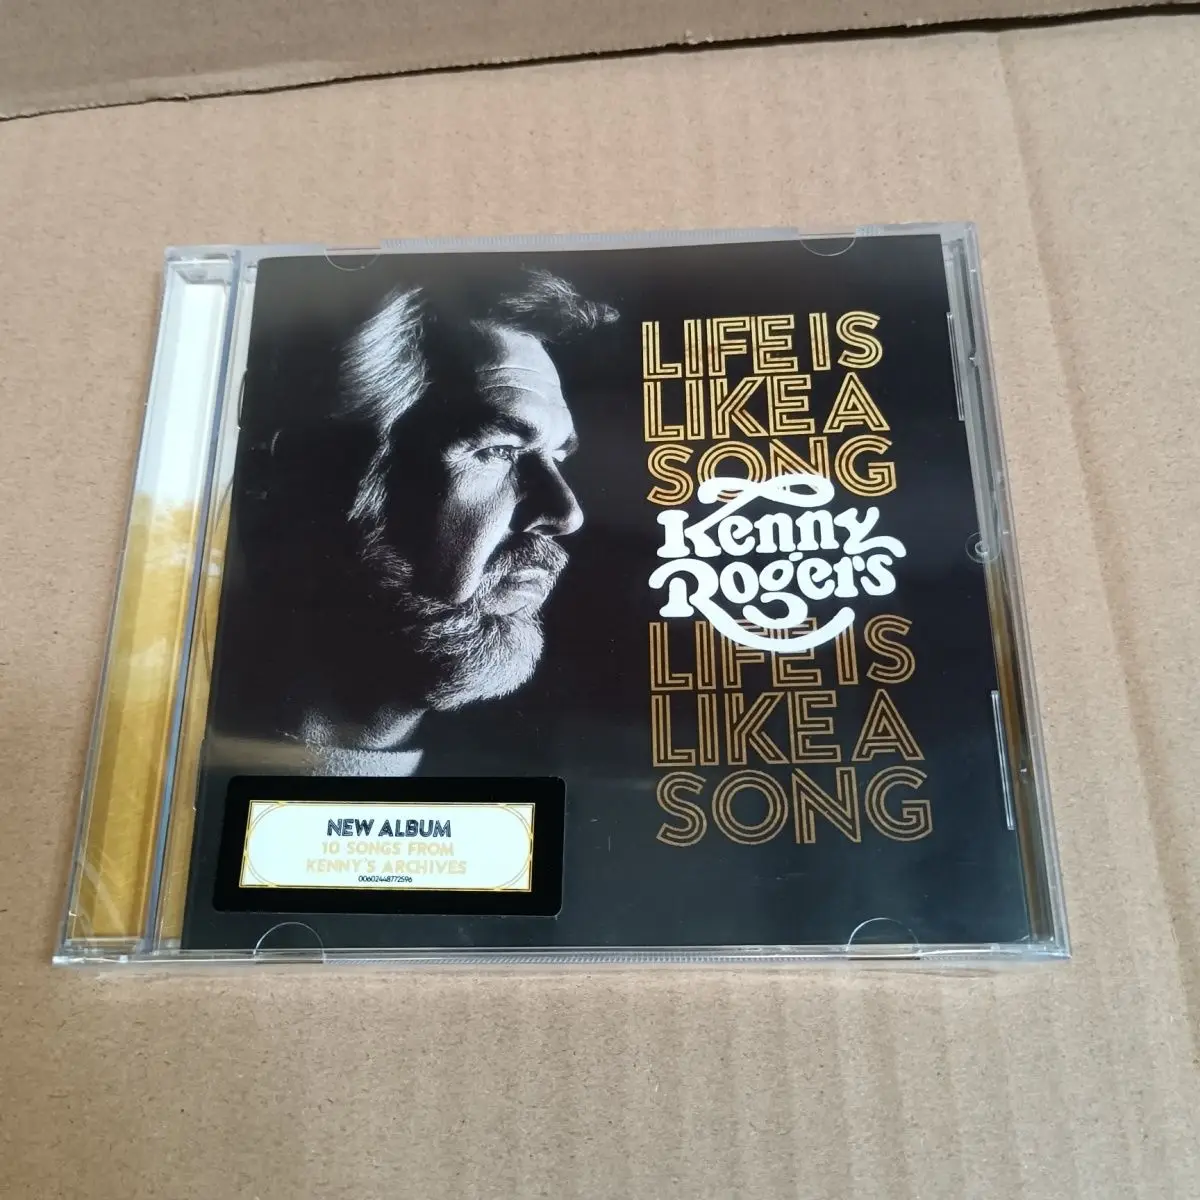 LIFE IS
LIKE A
SONG
Kenny
Rogers
LIFE IS
LIKE A
SONG
NEW ALBUM
10 SONGS FROM
KENNY'S ARCHIVES
00602448772596